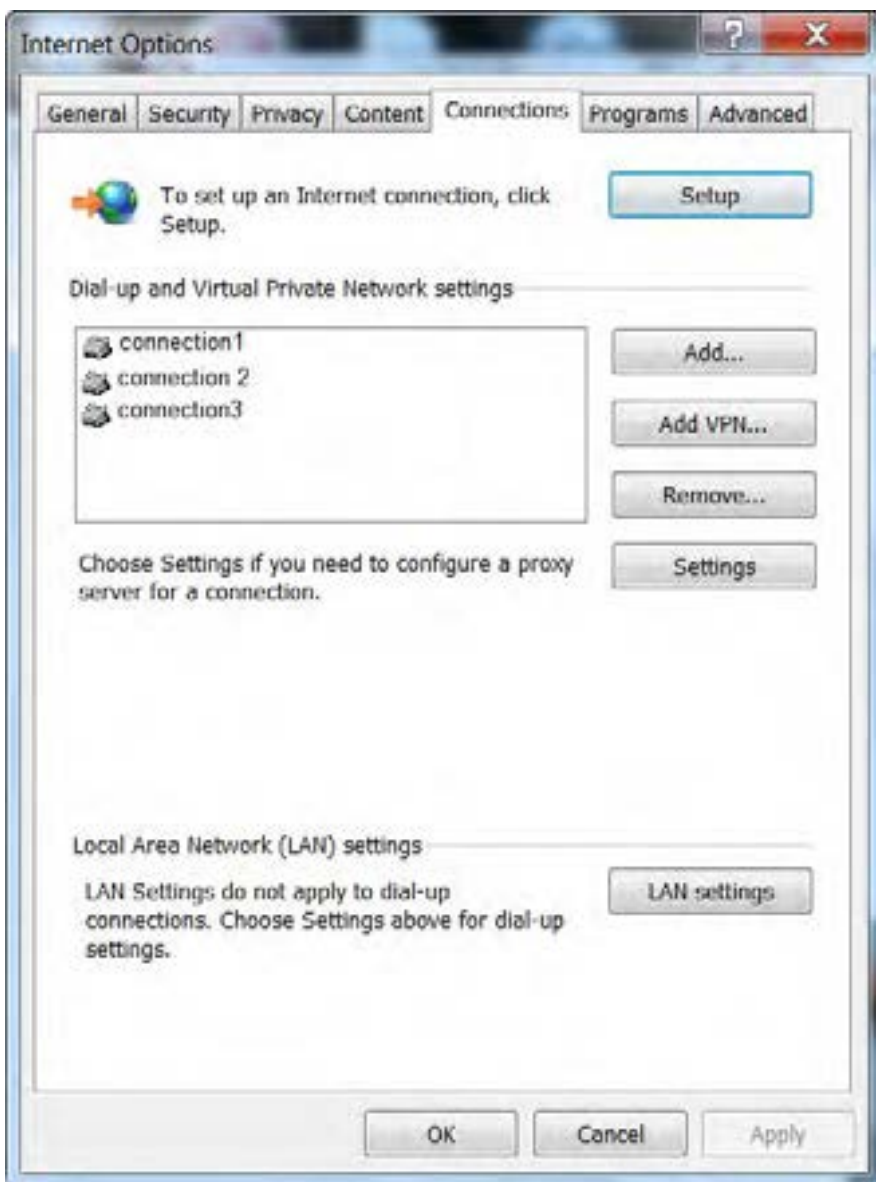 Internet Options
? X
General Security Privacy Content Connections Programs Advanced
To set up an Internet connection, click
Setup.
Setup
Dial-up and Virtual Private Network settings
connection1
connection 2
connection3
Add...
Add VPN...
Remove...
Choose Settings if you need to configure a proxy
server for a connection.
Settings
Local Area Network (LAN) settings
LAN Settings do not apply to dial-up
connections. Choose Settings above for dial-up
settings.
LAN settings
OK Cancel Apply